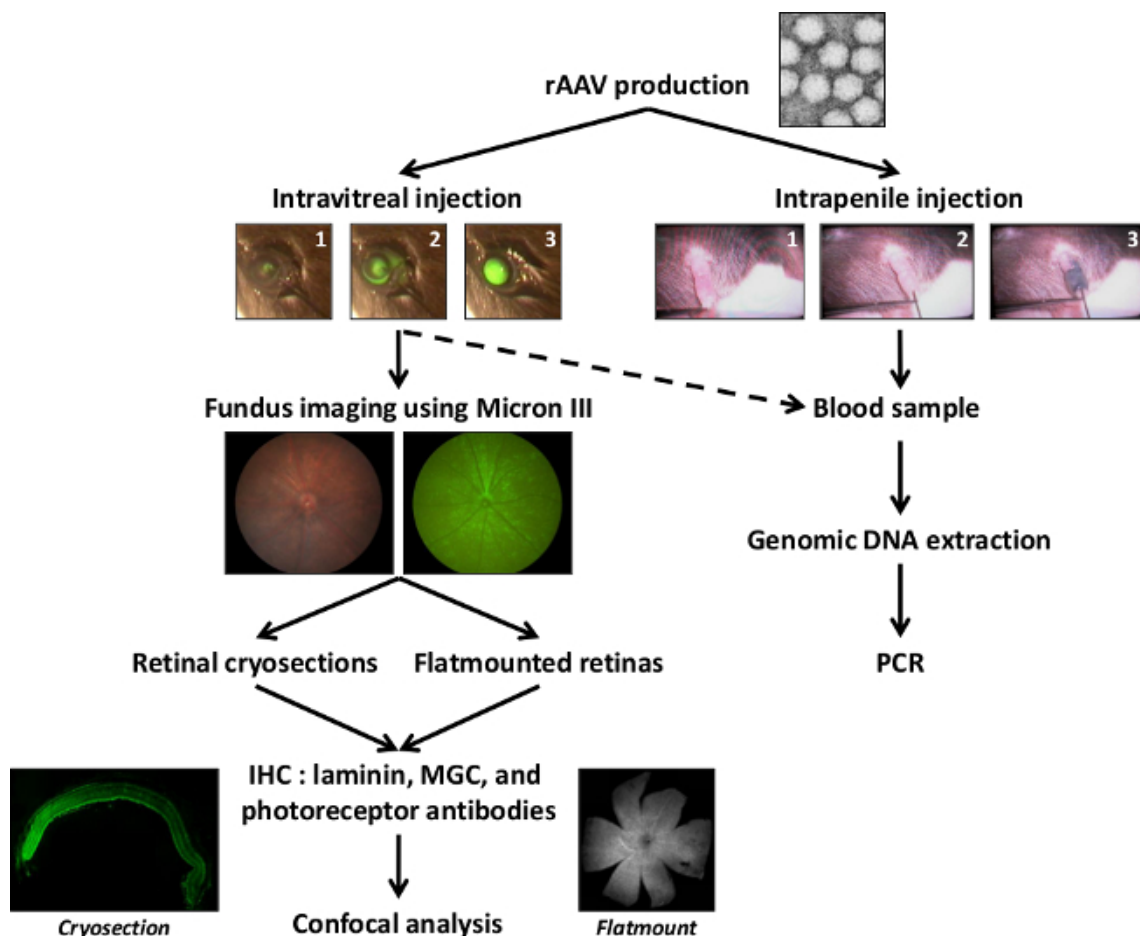 rAAV production
Intravitreal injection
Intrapenile injection
1
2
3
1
2
3
Fundus imaging using Micron III
Blood sample
Genomic DNA extraction
Retinal cryosections
Flatmounted retinas
PCR
IHC : laminin, MGC, and
photoreceptor antibodies
Cryosection
Confocal analysis
Flatmount